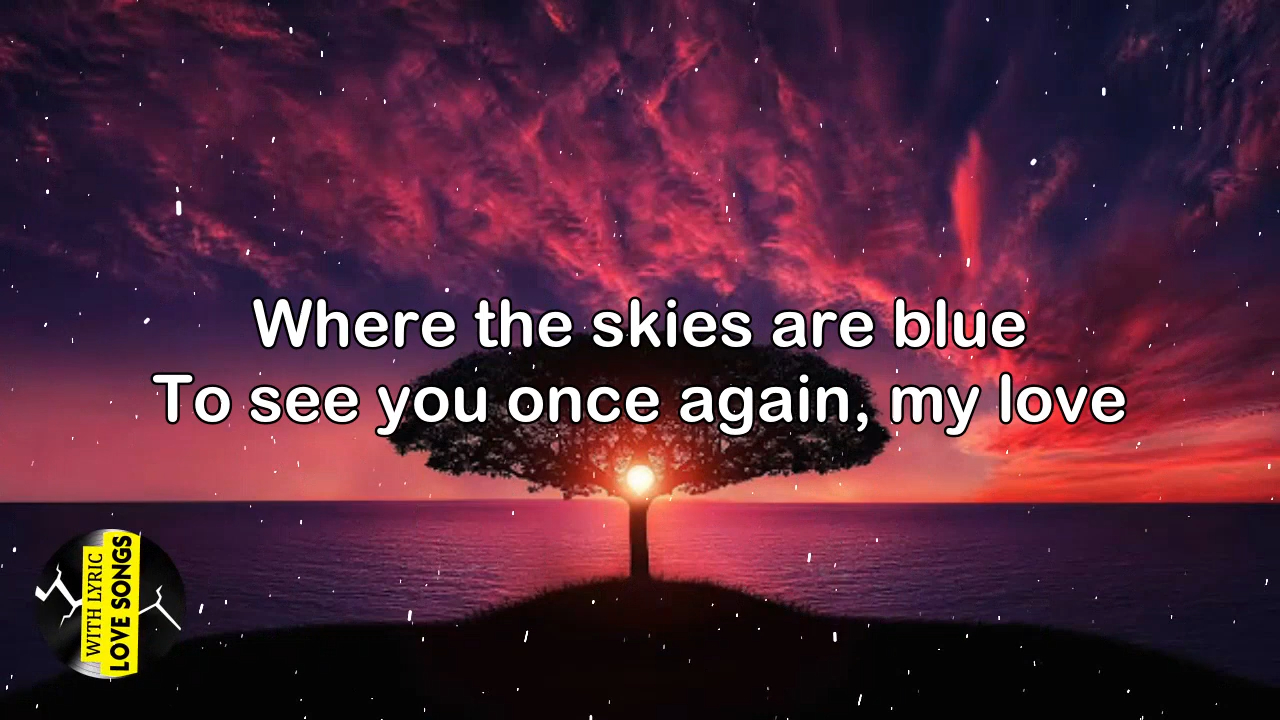 Where the skies are blue
To see you once again, my love
WITH LYRIC
LOVE SONGS